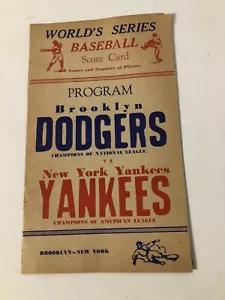 WORLD'S SERIES
BASEBALL
Score Card
Names and Numbers of Players
PROGRAM
Brooklyn
DODGERS
CHAMPIONS OF NATIONAL LEAGUE
VS
New York Yankees
YANKEES
CHAMPIONS OF AMERICAN LEAGUE
BROOKLYN-NEW YORK